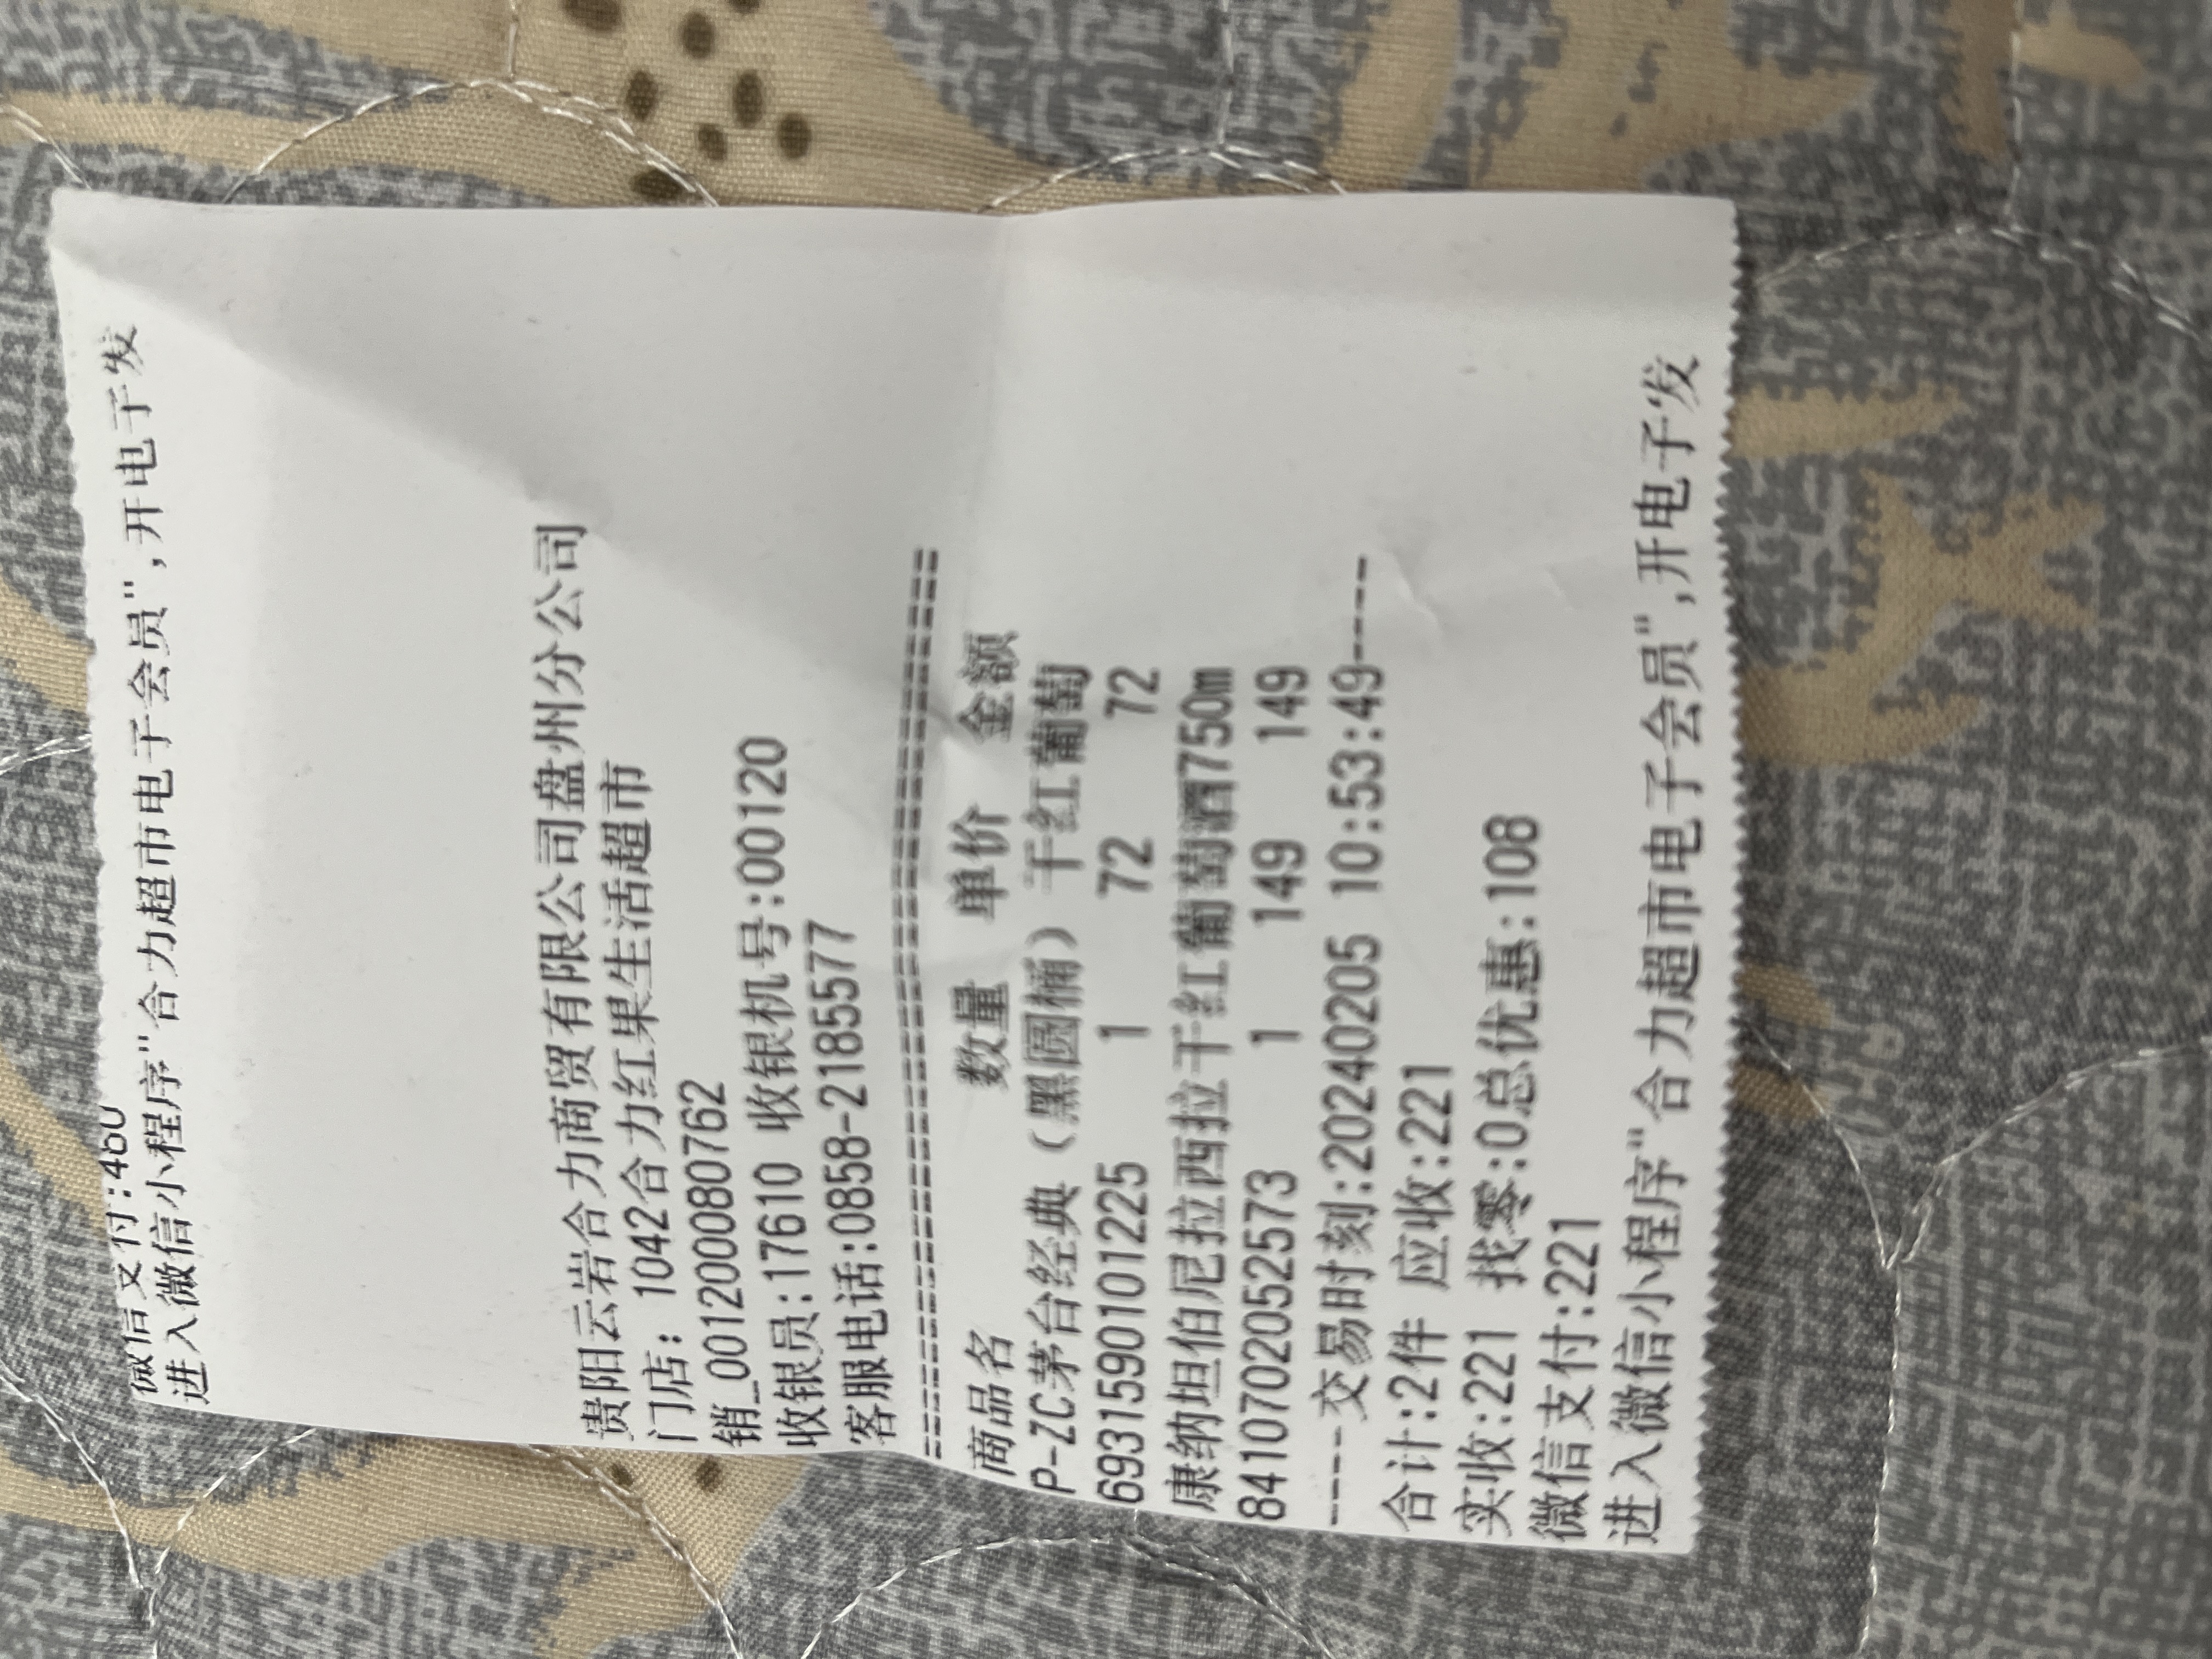 微信支付:460
进入微信小程序"合力超市电子会员",开电子发
贵阳云岩合力商贸有限公司盘州分公司
门店: 1042合力红果生活超市
销_0012000080762
收银员:17610 收银机号:00120
客服电话:0858-2185577
商品名 数量 单价 金额
P-ZC茅台经典(黑圆桶)干红葡萄
6931590101225 1 72 72
康纳坦伯尼拉西拉干红葡萄酒750m
8410702052573 1 149 149
----交易时刻:20240205 10:53:49----
合计:2件 应收:221
实收:221 找零:0总优惠:108
微信支付:221
进入微信小程序"合力超市电子会员",开电子发